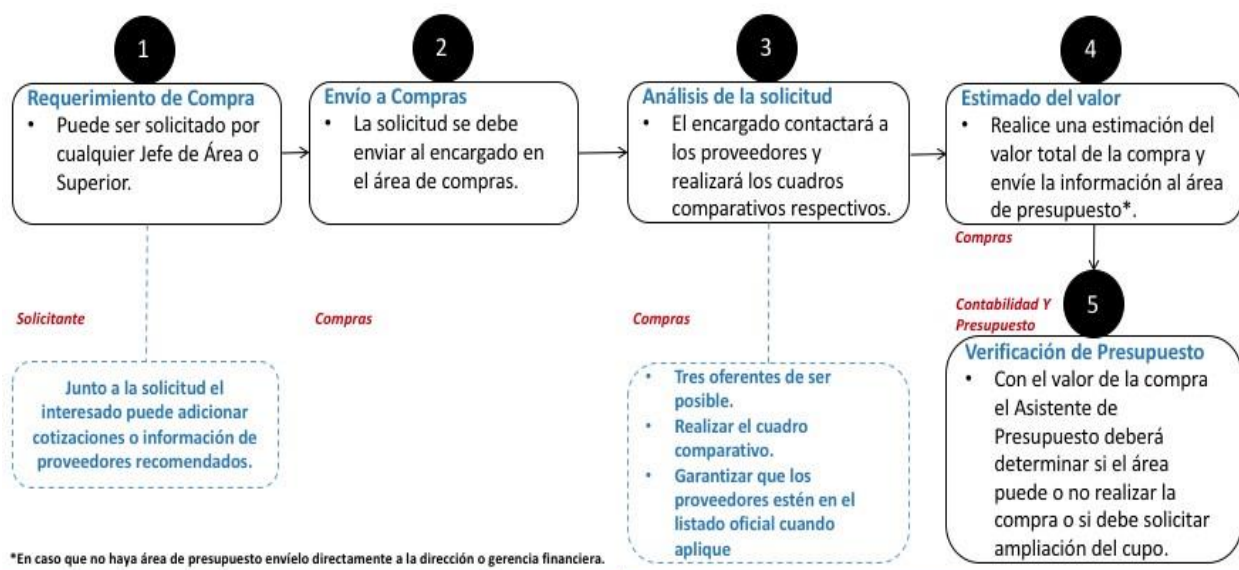 1
Requerimiento de Compra
• Puede ser solicitado por
cualquier Jefe de Área o
Superior.
Solicitante
Junto a la solicitud el
interesado puede adicionar
cotizaciones o información de
proveedores recomendados.
2
Envío a Compras
• La solicitud se debe
enviar al encargado en
el área de compras.
Compras
3
Análisis de la solicitud
• El encargado contactará a
los proveedores y
realizará los cuadros
comparativos respectivos.
Compras
• Tres oferentes de ser
posible.
• Realizar el cuadro
comparativo.
• Garantizar que los
proveedores estén en el
listado oficial cuando
aplique
4
Estimado del valor
• Realice una estimación del
valor total de la compra y
envíe la información al área
de presupuesto*.
Compras
5
Contabilidad Y
Presupuesto
Verificación de Presupuesto
• Con el valor de la compra
el Asistente de
Presupuesto deberá
determinar si el área
puede o no realizar la
compra o si debe solicitar
ampliación del cupo.
*En caso que no haya área de presupuesto envíelo directamente a la dirección o gerencia financiera.